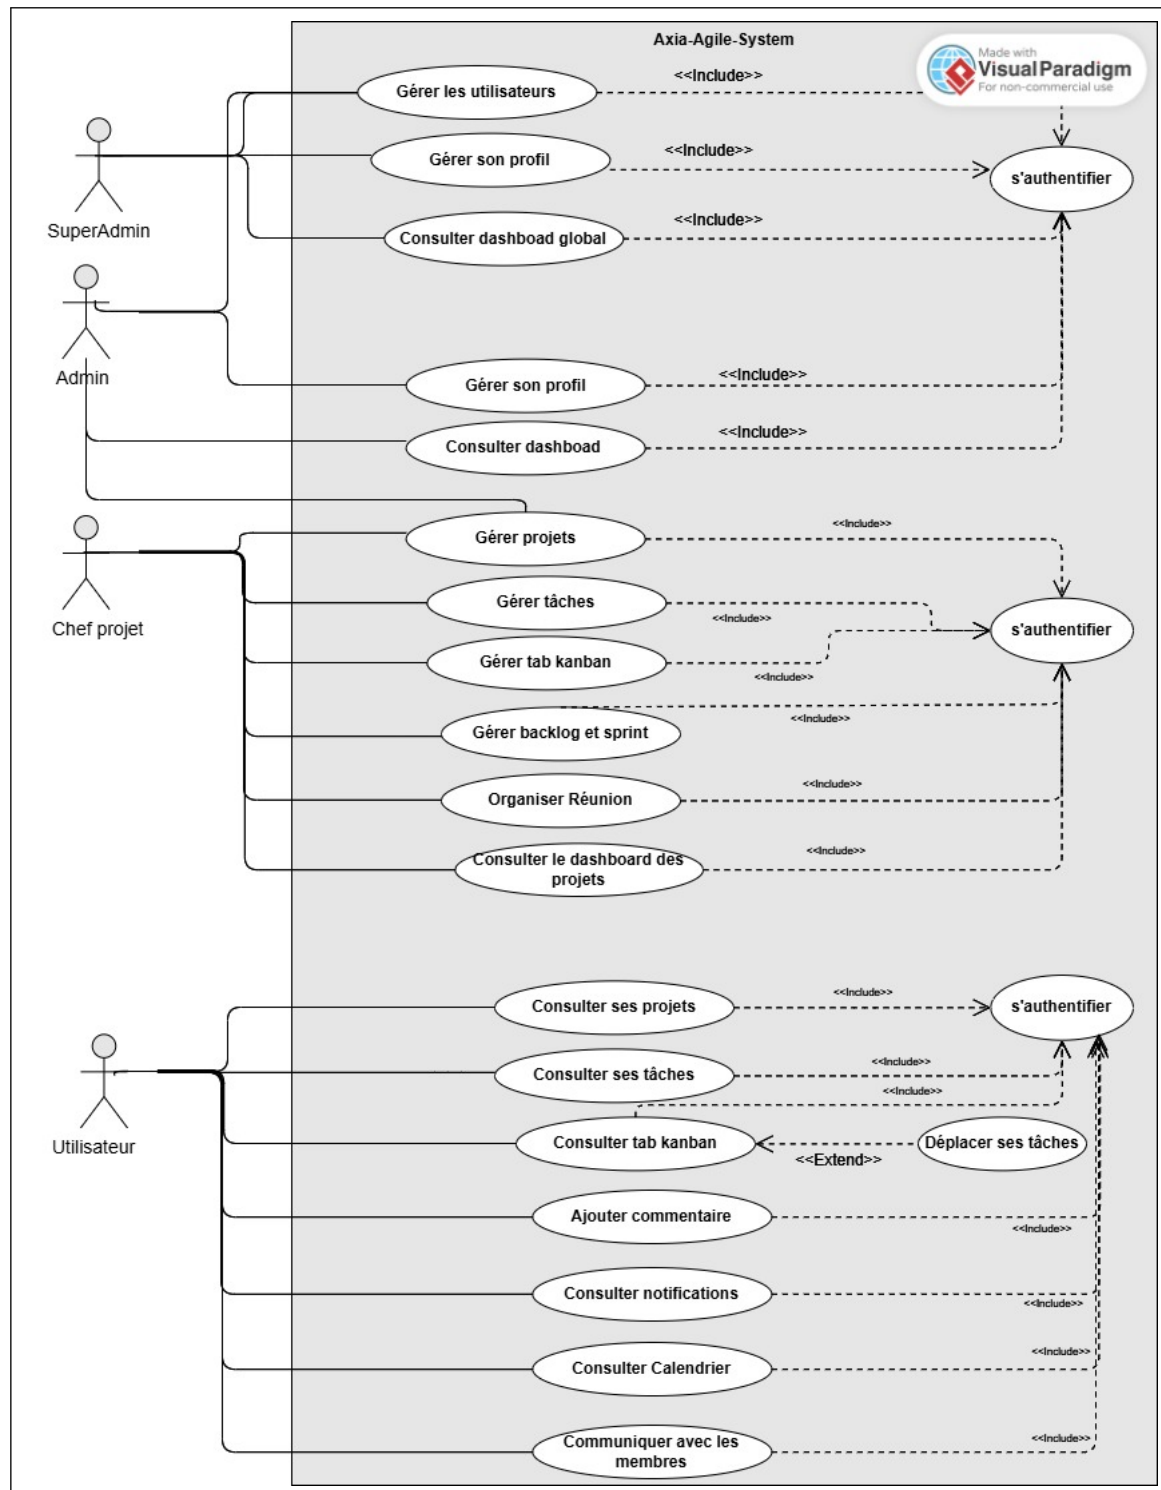 Axia-Agile-System
Made with
VisualParadigm
For non-commercial use
Gérer les utilisateurs
<<Include>>
Gérer son profil
<<Include>>
s'authentifier
SuperAdmin
Consulter dashboad global
<<Include>>
Admin
Gérer son profil
<<Include>>
Consulter dashboad
<<Include>>
Gérer projets
<<Include>>
Chef projet
Gérer tâches
<<Include>>
s'authentifier
Gérer tab kanban
<<Include>>
Gérer backlog et sprint
<<Include>>
Organiser Réunion
<<Include>>
Consulter le dashboard des
projets
<<Include>>
Consulter ses projets
<<Include>>
s'authentifier
Consulter ses tâches
<<Include>>
<<Include>>
Utilisateur
Consulter tab kanban
<<Extend>>
Déplacer ses tâches
Ajouter commentaire
<<Include>>
Consulter notifications
<<Include>>
Consulter Calendrier
<<Include>>
Communiquer avec les
membres
<<Include>>